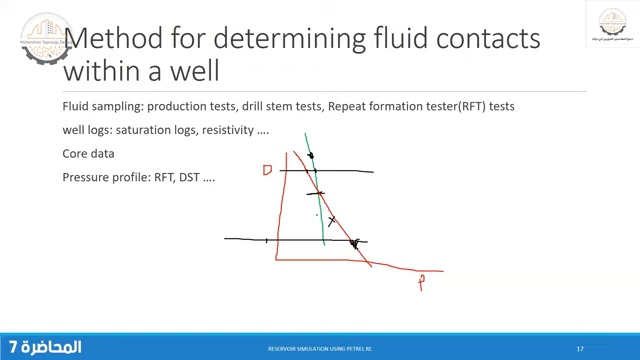 Method for determining fluid contacts
within a well
Fluid sampling: production tests, drill stem tests, Repeat formation tester(RFT) tests
well logs: saturation logs, resistivity ....
Core data
Pressure profile: RFT, DST ....
D
X
P
المحاضرة 7
RESERVOIR SIMULATION USING PETREL RE
17